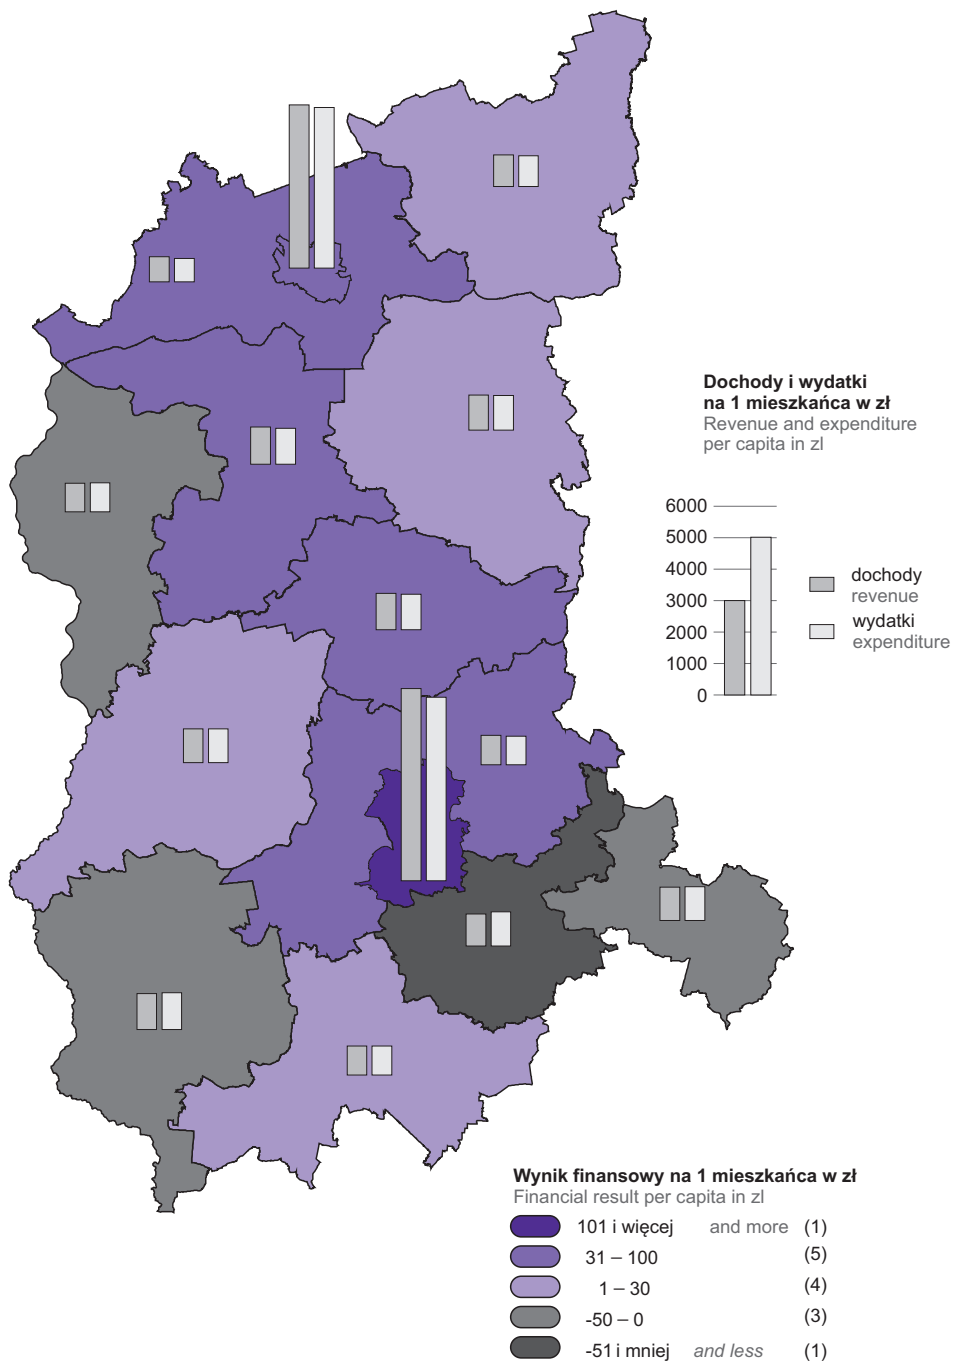 Dochody i wydatki
na 1 mieszkańca w zł
Revenue and expenditure
per capita in zl
6000
5000
4000
3000
2000
1000
0
dochody
revenue
wydatki
expenditure
Wynik finansowy na 1 mieszkańca w zł
Financial result per capita in zl
101 i więcej and more (1)
31 – 100 (5)
1 – 30 (4)
-50 – 0 (3)
-51 i mniej and less (1)